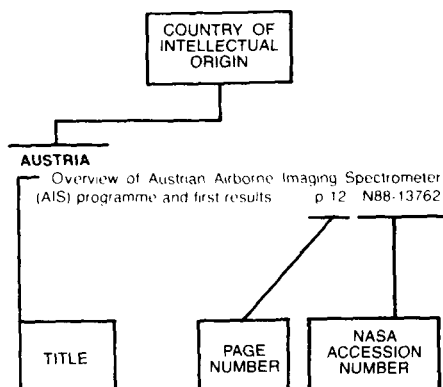 COUNTRY OF
INTELLECTUAL
ORIGIN
AUSTRIA
Overview of Austrian Airborne Imaging Spectrometer
(AIS) programme and first results p 12 N88-13762
TITLE
PAGE
NUMBER
NASA
ACCESSION
NUMBER